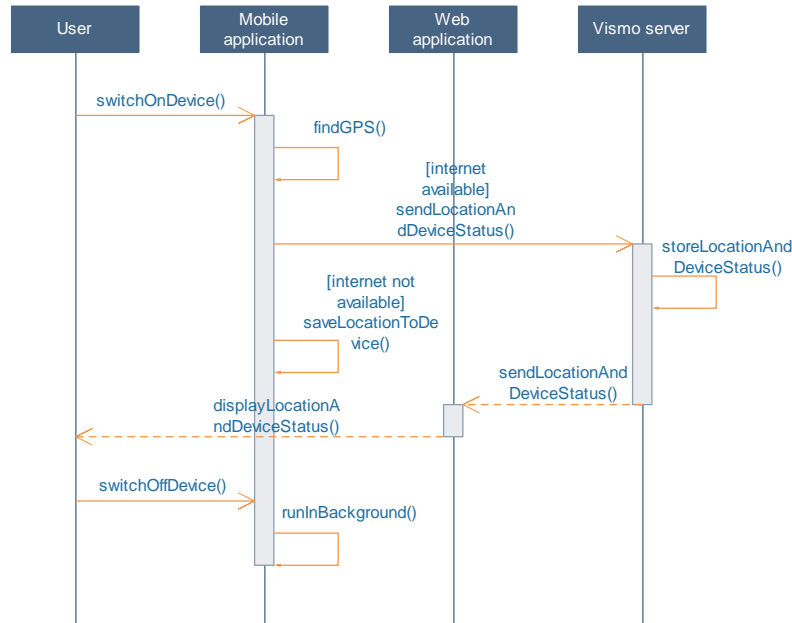 User
Mobile
application
Web
application
Vismo server
switchOnDevice()
findGPS()
[internet
available]
sendLocationAn
dDeviceStatus()
storeLocationAnd
DeviceStatus()
[internet not
available]
saveLocationToDe
vice()
sendLocationAnd
DeviceStatus()
displayLocationA
ndDeviceStatus()
switchOffDevice()
runInBackground()